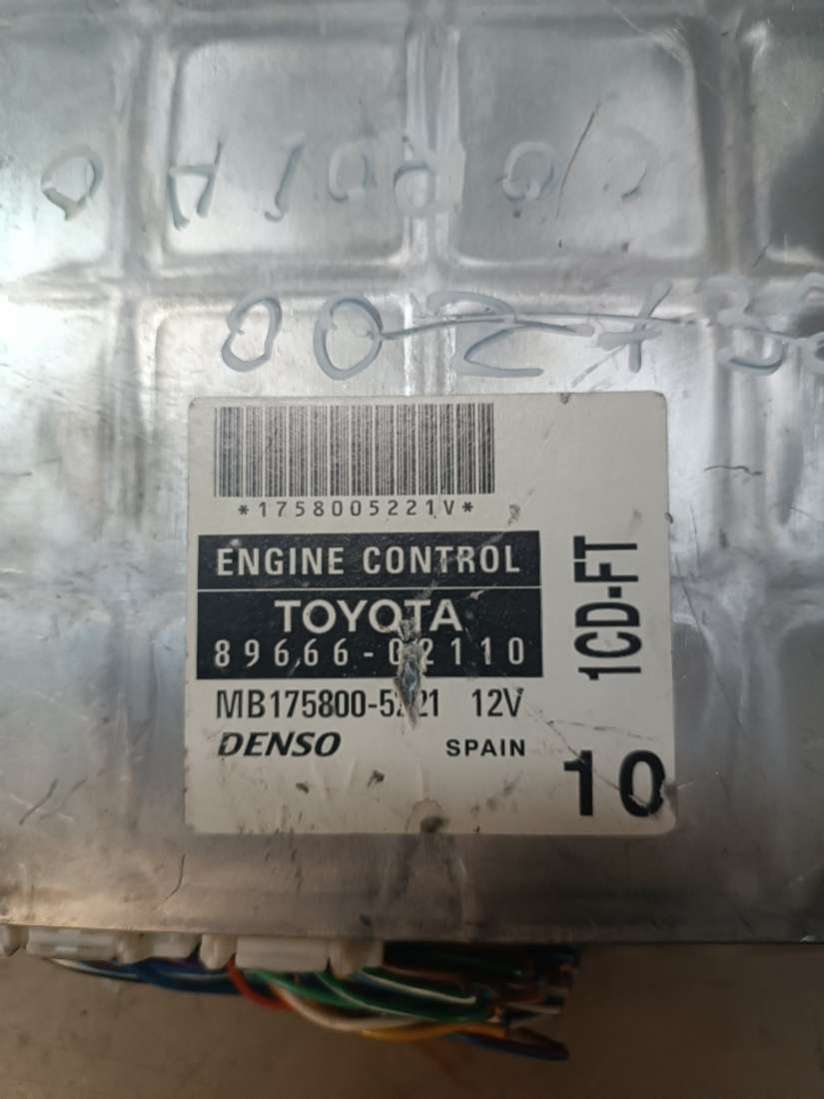 *1758005221V*
ENGINE CONTROL
TOYOTA
89666-02110
MB175800-5221 12V
DENSO SPAIN
1CD-FT
10